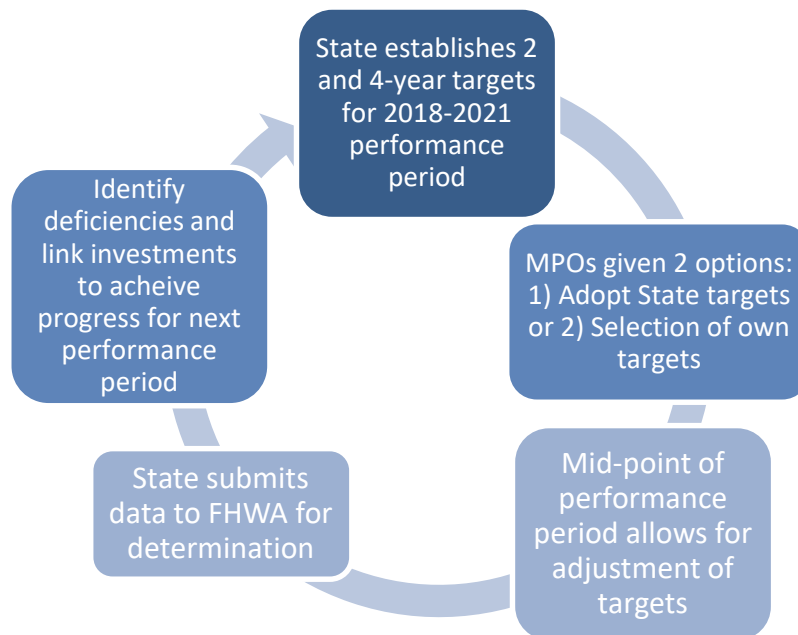 State establishes 2
and 4-year targets
for 2018-2021
performance
period
MPOs given 2 options:
1) Adopt State targets
or 2) Selection of own
targets
Mid-point of
performance
period allows for
adjustment of
targets
State submits
data to FHWA for
determination
Identify
deficiencies and
link investments
to acheive
progress for next
performance
period